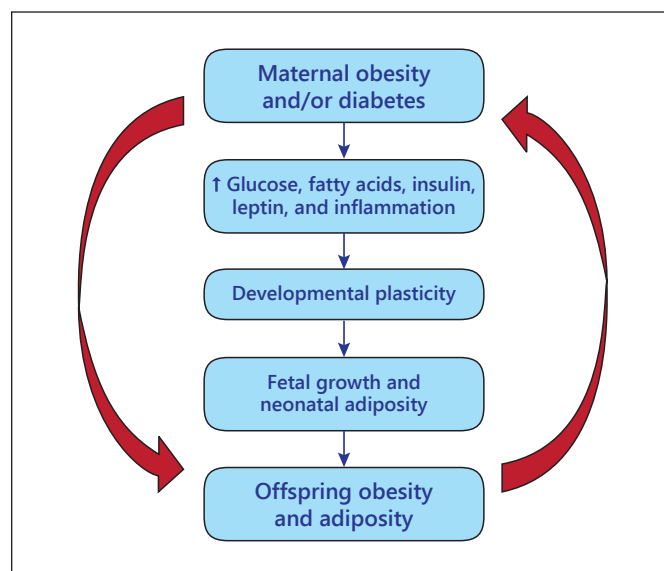 Maternal obesity
and/or diabetes
↑ Glucose, fatty acids, insulin,
leptin, and inflammation
Developmental plasticity
Fetal growth and
neonatal adiposity
Offspring obesity
and adiposity